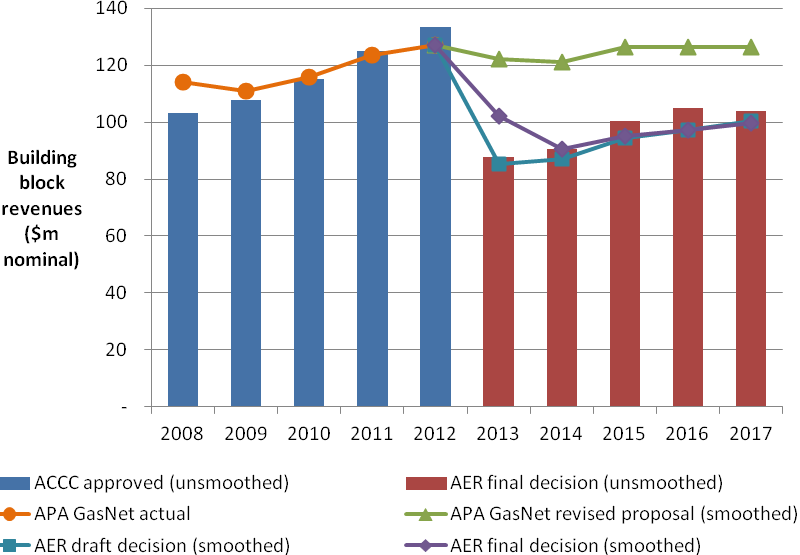 140
120
100
80
60
40
20
-
Building
block
revenues
($m
nominal)
2008 2009 2010 2011 2012 2013 2014 2015 2016 2017
ACCC approved (unsmoothed) AER final decision (unsmoothed)
APA GasNet actual APA GasNet revised proposal (smoothed)
AER draft decision (smoothed) AER final decision (smoothed)